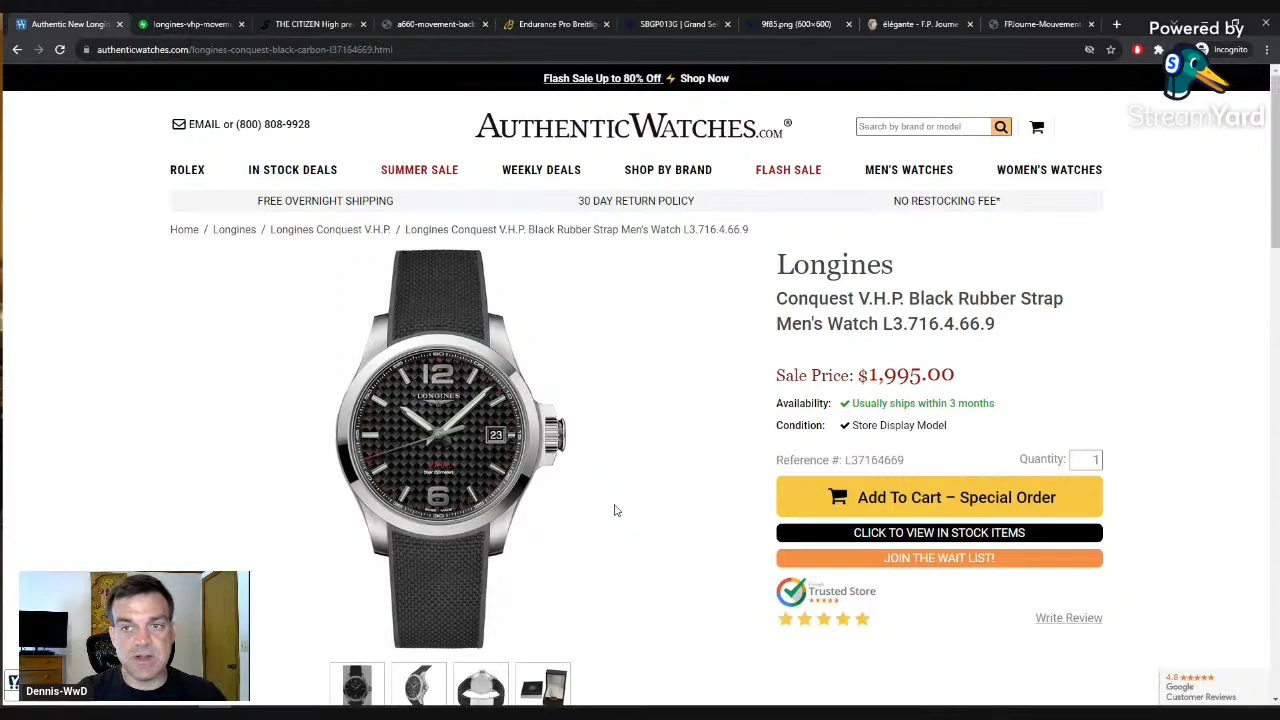 Authentic New Longin
longines-vhp-movem
THE CITIZEN High pre
a660-movement-back
Endurance Pro Breitlig
SBGP013G | Grand Sei
9f85.png (600×600)
élégante - F.P. Journe
FPJourne-Mouvement
authenticwatches.com/longines-conquest-black-carbon-l37164669.html
Incognito
Powered by
S
StreamYard
Flash Sale Up to 80% Off ⚡ Shop Now
EMAIL or (800) 808-9928
AUTHENTICWATCHES.COM®
Search by brand or model
ROLEX IN STOCK DEALS SUMMER SALE WEEKLY DEALS SHOP BY BRAND FLASH SALE MEN'S WATCHES WOMEN'S WATCHES
FREE OVERNIGHT SHIPPING 30 DAY RETURN POLICY NO RESTOCKING FEE*
Home / Longines / Longines Conquest V.H.P. / Longines Conquest V.H.P. Black Rubber Strap Men's Watch L3.716.4.66.9
60
12
LONGINES
23
6
30
SWISS MADE
Longines
Conquest V.H.P. Black Rubber Strap
Men's Watch L3.716.4.66.9
Sale Price: $1,995.00
Availability: Usually ships within 3 months
Condition: Store Display Model
Reference #: L37164669 Quantity: 1
Add To Cart – Special Order
CLICK TO VIEW IN STOCK ITEMS
JOIN THE WAIT LIST!
Google
Trusted Store
Write Review
Dennis-WwD
4.8
Google
Customer Reviews